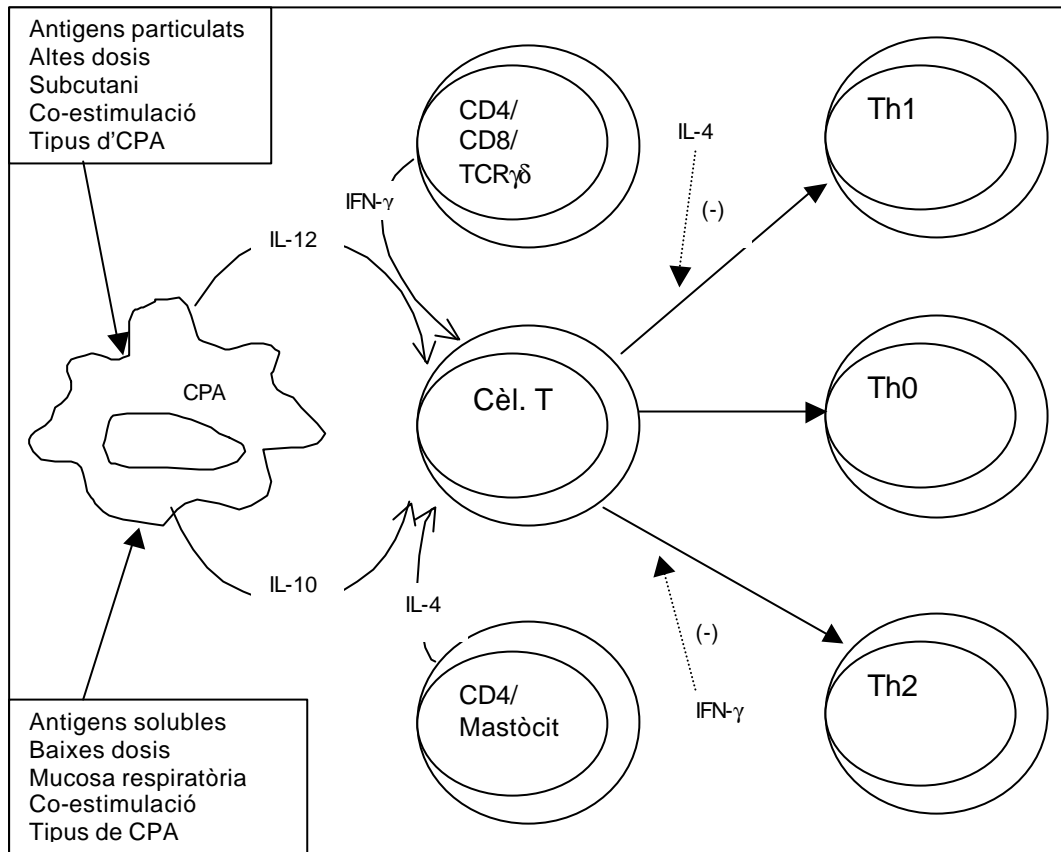 Antigens particulats
Altes dosis
Subcutani
Co-estimulació
Tipus d'CPA
CD4/
CD8/
TCRγδ
IL-4
(-)
Th1
IFN-γ
IL-12
CPA
Cèl. T
Th0
IL-10
IL-4
CD4/
Mastòcit
(-)
IFN-γ
Th2
Antigens solubles
Baixes dosis
Mucosa respiratòria
Co-estimulació
Tipus de CPA